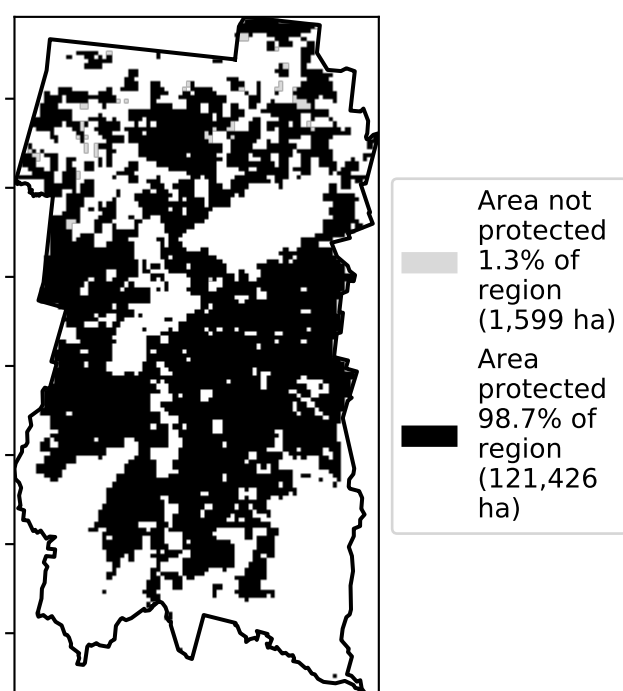 Area not
protected
1.3% of
region
(1,599 ha)
Area
protected
98.7% of
region
(121,426
ha)